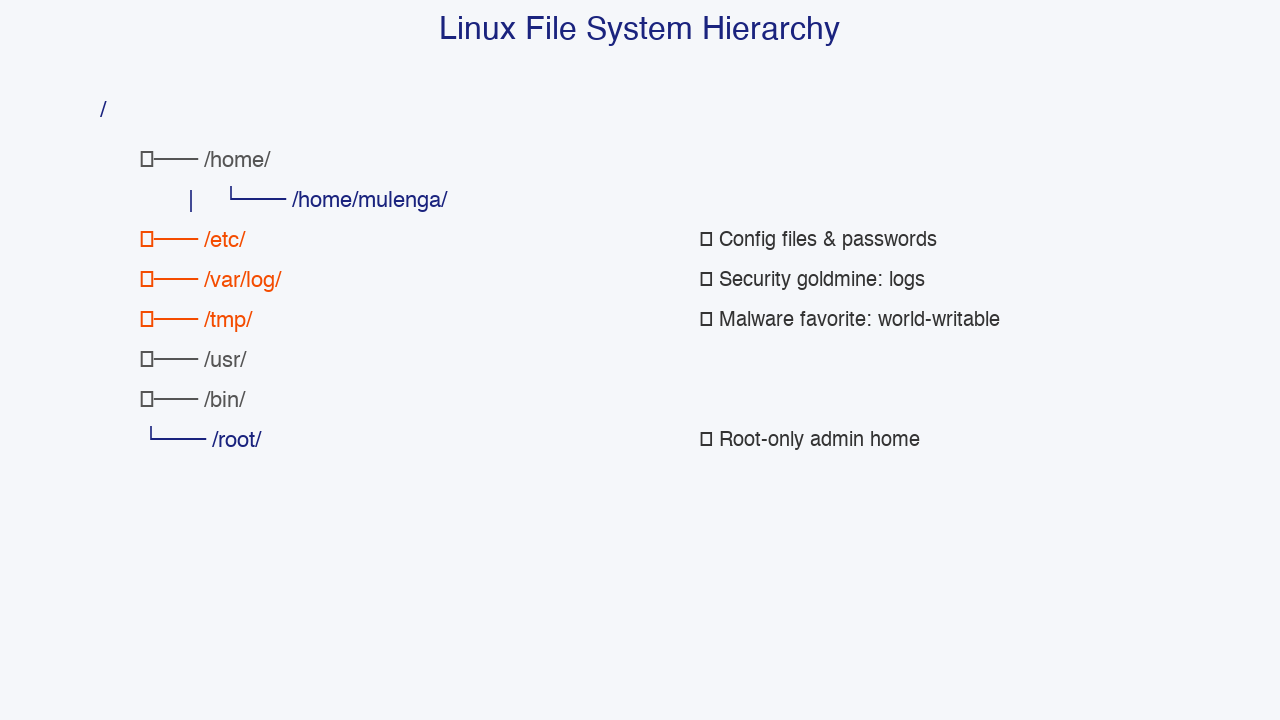 Linux File System Hierarchy
/
□── /home/
│ └── /home/mulenga/
□── /etc/ □ Config files & passwords
□── /var/log/ □ Security goldmine: logs
□── /tmp/ □ Malware favorite: world-writable
□── /usr/
□── /bin/
└── /root/ □ Root-only admin home